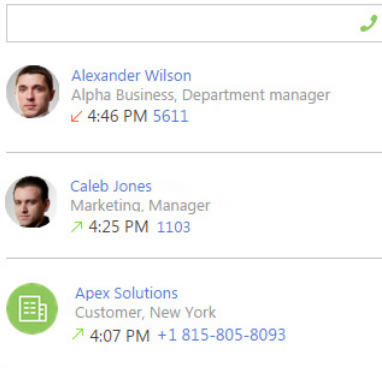 Alexander Wilson
Alpha Business, Department manager
4:46 PM 5611
Caleb Jones
Marketing, Manager
4:25 PM 1103
Apex Solutions
Customer, New York
4:07 PM +1 815-805-8093